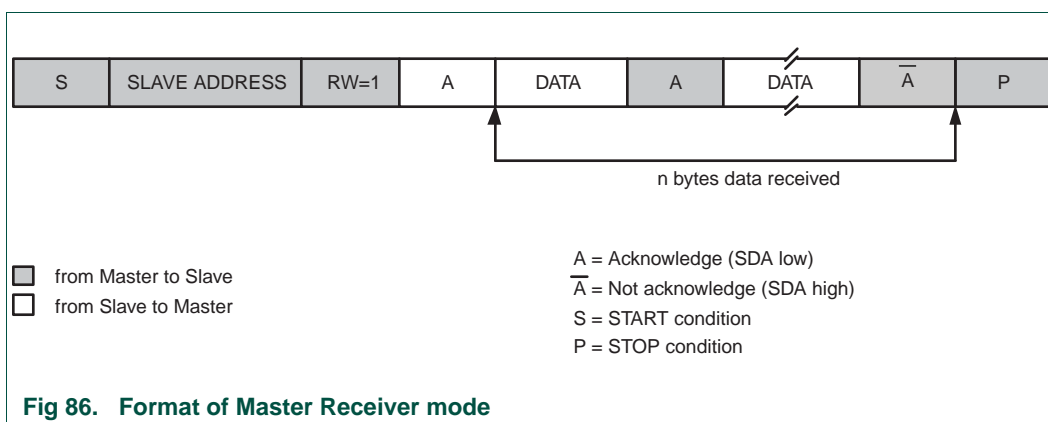 S SLAVE ADDRESS RW=1 A DATA A DATA A̅ P
n bytes data received
from Master to Slave
from Slave to Master
A = Acknowledge (SDA low)
A̅ = Not acknowledge (SDA high)
S = START condition
P = STOP condition
Fig 86. Format of Master Receiver mode